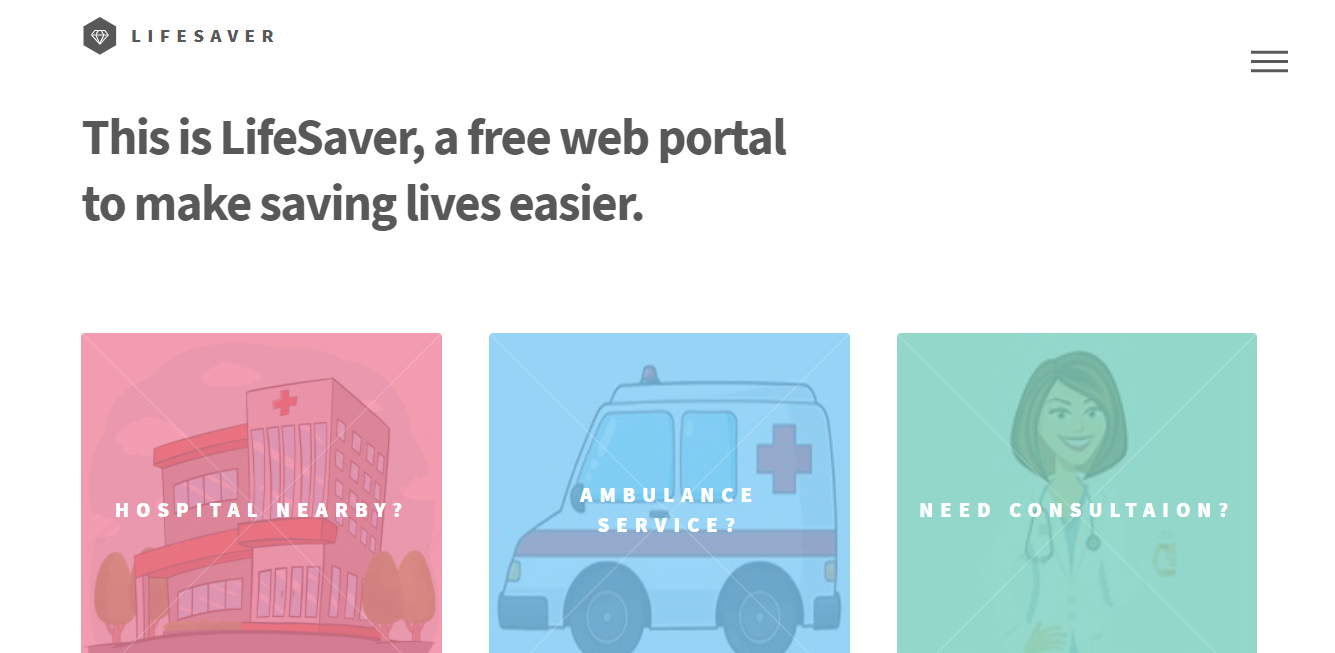 LIFESAVER
This is LifeSaver, a free web portal
to make saving lives easier.
HOSPITAL NEARBY?
AMBULANCE
SERVICE?
NEED CONSULTAION?